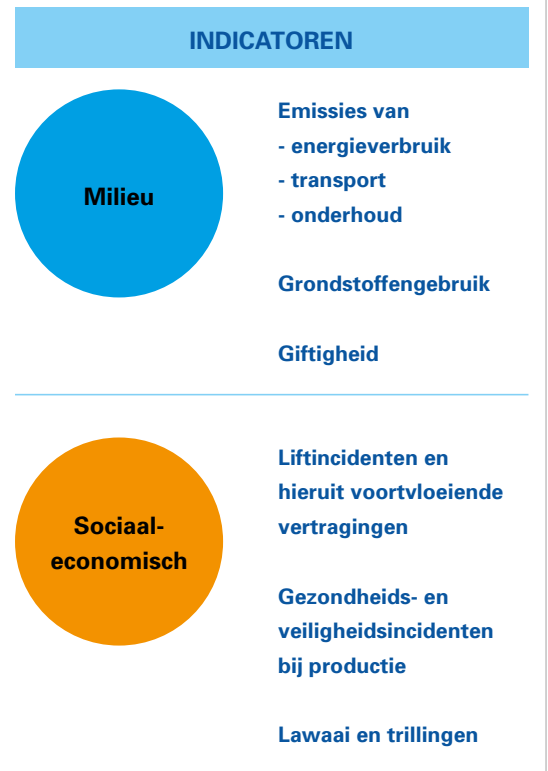 INDICATOREN
Milieu
Emissies van
- energieverbruik
- transport
- onderhoud
Grondstoffengebruik
Giftigheid
Sociaal-
economisch
Liftincidenten en
hieruit voortvloeiende
vertragingen
Gezondheids- en
veiligheidsincidenten
bij productie
Lawaai en trillingen